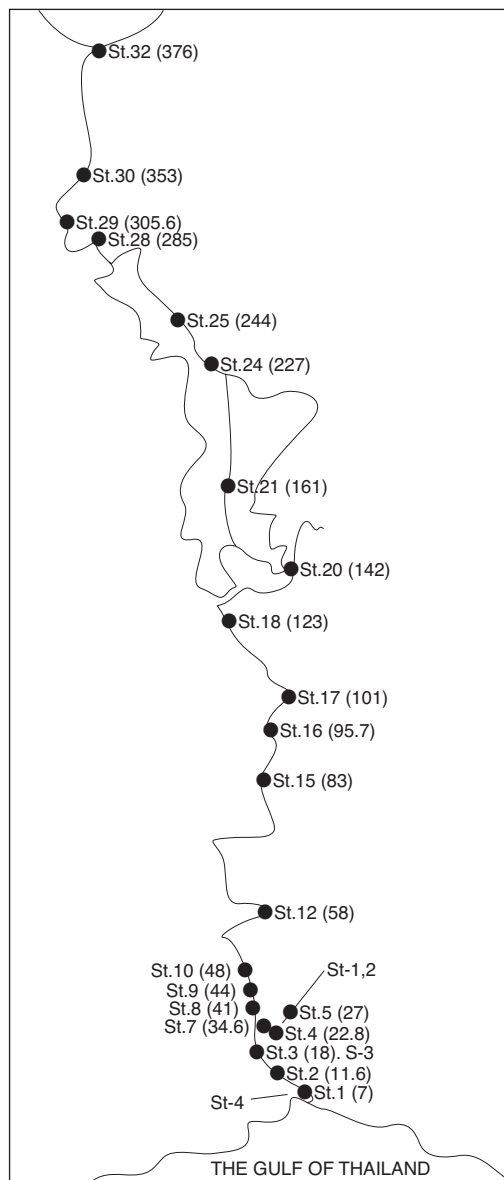 St.32 (376)
St.30 (353)
St.29 (305.6)
St.28 (285)
St.25 (244)
St.24 (227)
St.21 (161)
St.20 (142)
St.18 (123)
St.17 (101)
St.16 (95.7)
St.15 (83)
St.12 (58)
St.10 (48)
St-1,2
St.9 (44)
St.8 (41)
St.5 (27)
St.7 (34.6)
St.4 (22.8)
St.3 (18). S-3
St.2 (11.6)
St.1 (7)
St-4
THE GULF OF THAILAND